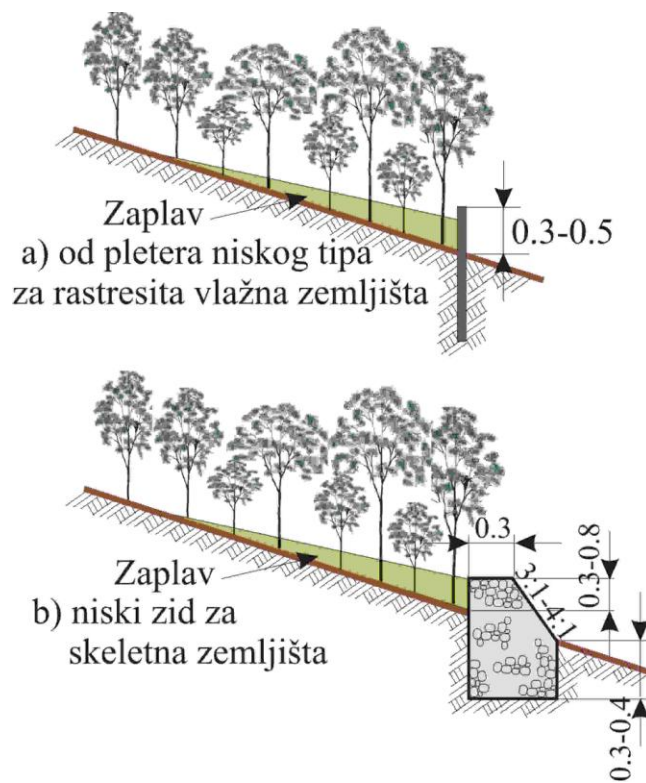 Zaplav
a) od pletera niskog tipa
za rastresita vlažna zemljišta
0.3-0.5
Zaplav
b) niski zid za
skeletna zemljišta
0.3
3:1-4:1
0.3-0.8
0.3-0.4